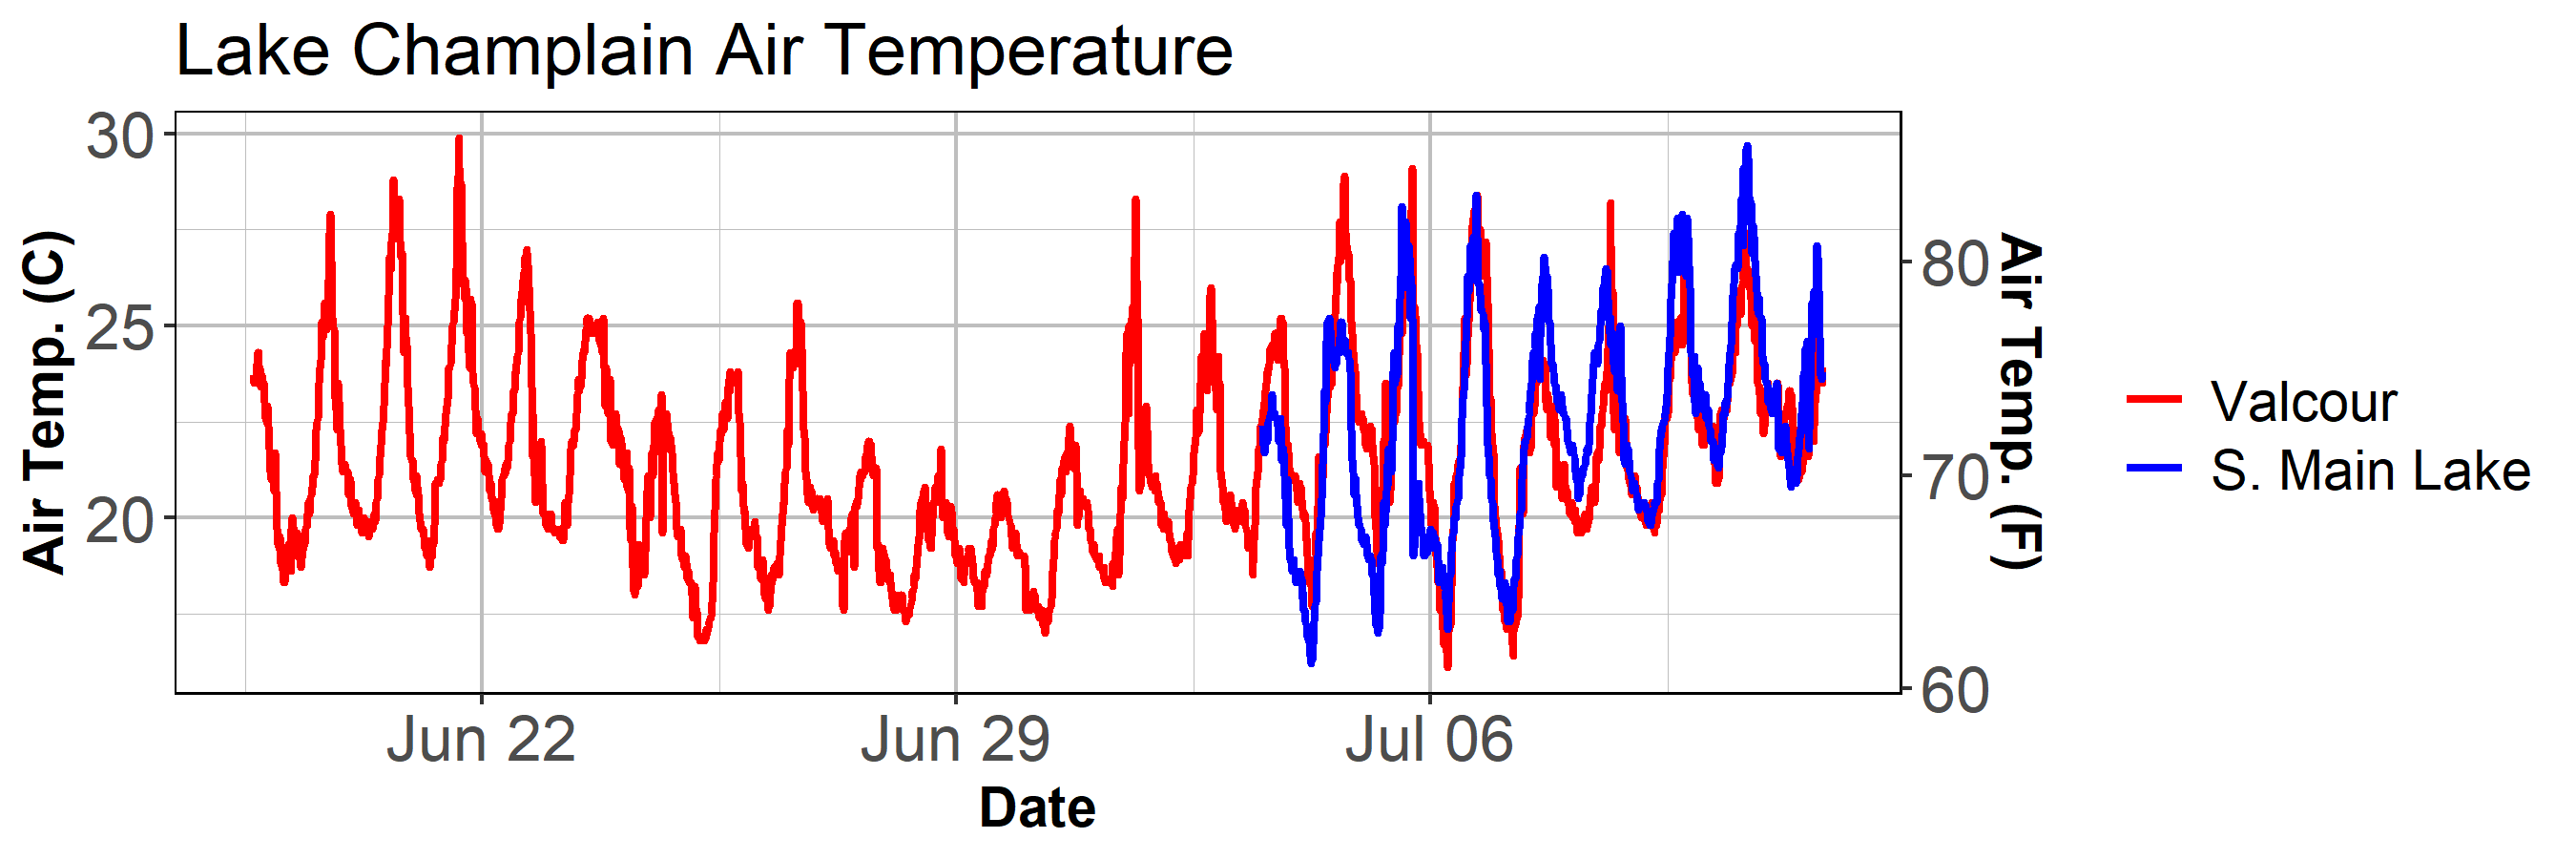 Lake Champlain Air Temperature
30
25
20
Air Temp. (C)
80
70
60
Air Temp. (F)
Jun 22
Jun 29
Jul 06
Date
Valcour
S. Main Lake